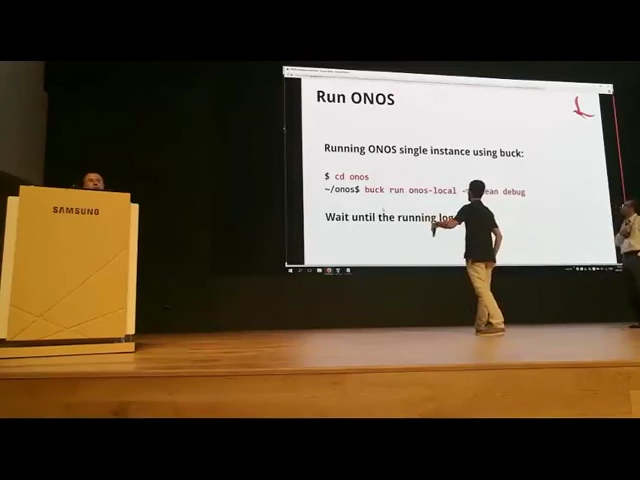 Run ONOS
Running ONOS single instance using buck:
$ cd onos
~/onos$ buck run onos-local debug
Wait until the running
SAMSUNG